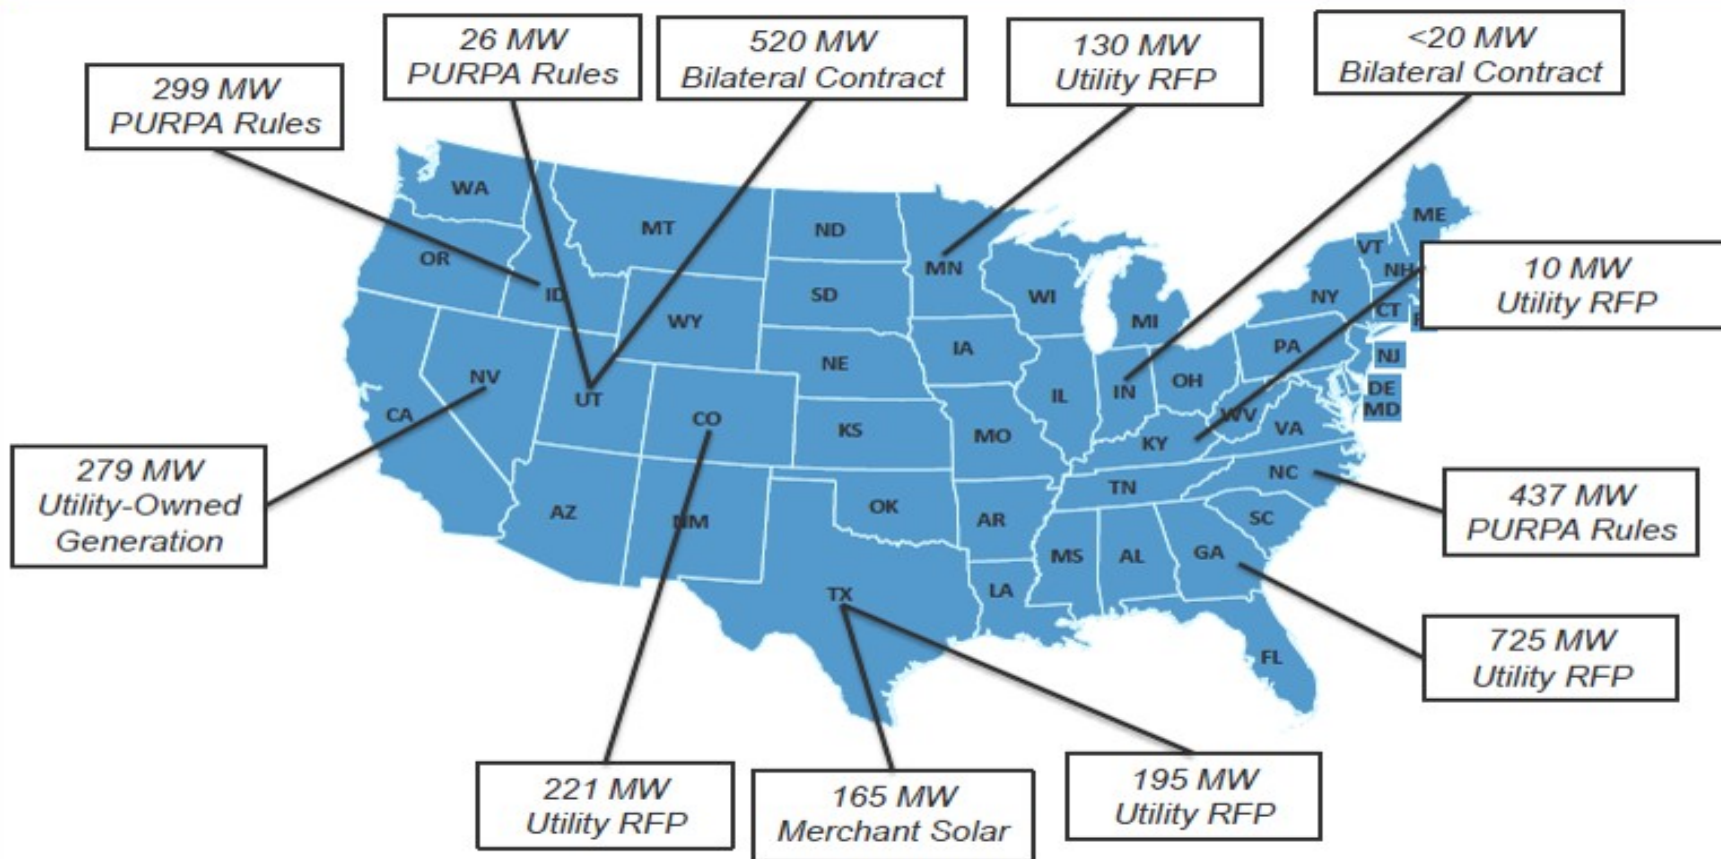 26 MW
PURPA Rules
520 MW
Bilateral Contract
130 MW
Utility RFP
<20 MW
Bilateral Contract
299 MW
PURPA Rules
WA
MT
ND
MN
OR
ID
SD
WI
MI
ME
VT
NH
NY
CT
10 MW
Utility RFP
WY
IA
NE
PA
NJ
NV
UT
CO
CA
KS
IL
IN
OH
DE
MD
WV
VA
MO
KY
NC
TN
279 MW
Utility-Owned
Generation
437 MW
PURPA Rules
AZ
NM
OK
AR
SC
MS
AL
GA
TX
LA
FL
725 MW
Utility RFP
221 MW
Utility RFP
165 MW
Merchant Solar
195 MW
Utility RFP